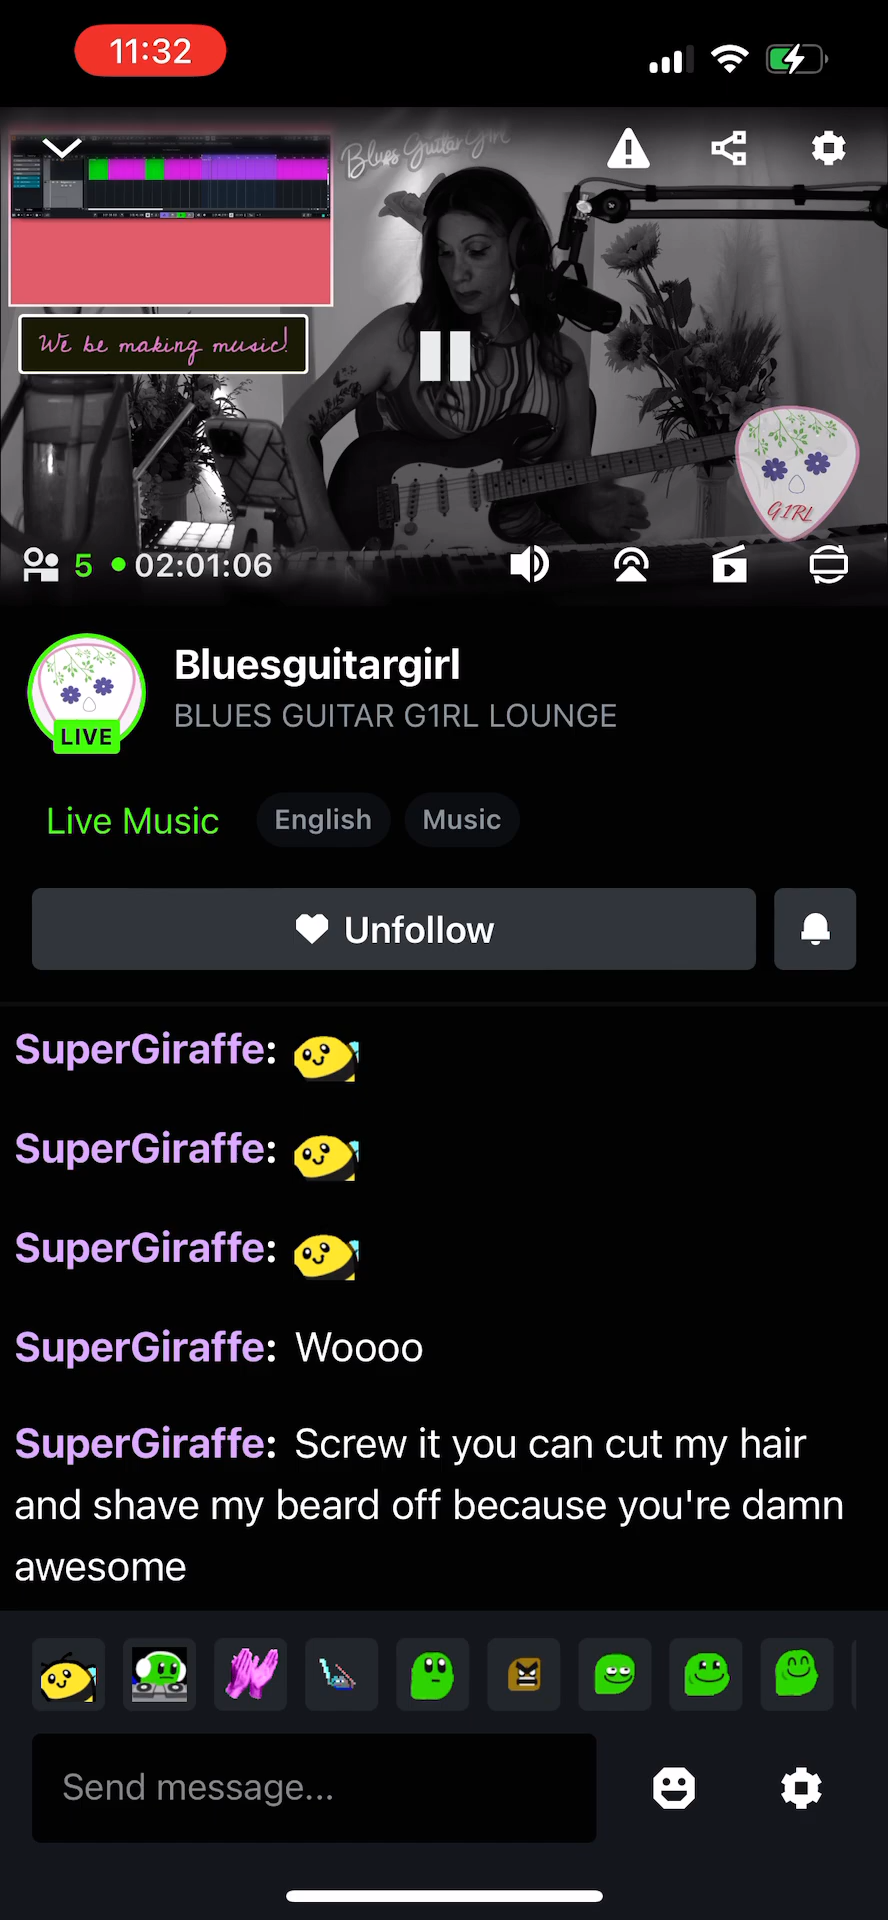 11:32
Blues Guitar Girl
We be making music!
G1RL
5
02:01:06
Bluesguitargirl
BLUES GUITAR G1RL LOUNGE
LIVE
Live Music
English
Music
Unfollow
SuperGiraffe:
SuperGiraffe:
SuperGiraffe:
SuperGiraffe: Woooo
SuperGiraffe: Screw it you can cut my hair
and shave my beard off because you're damn
awesome
Send message...